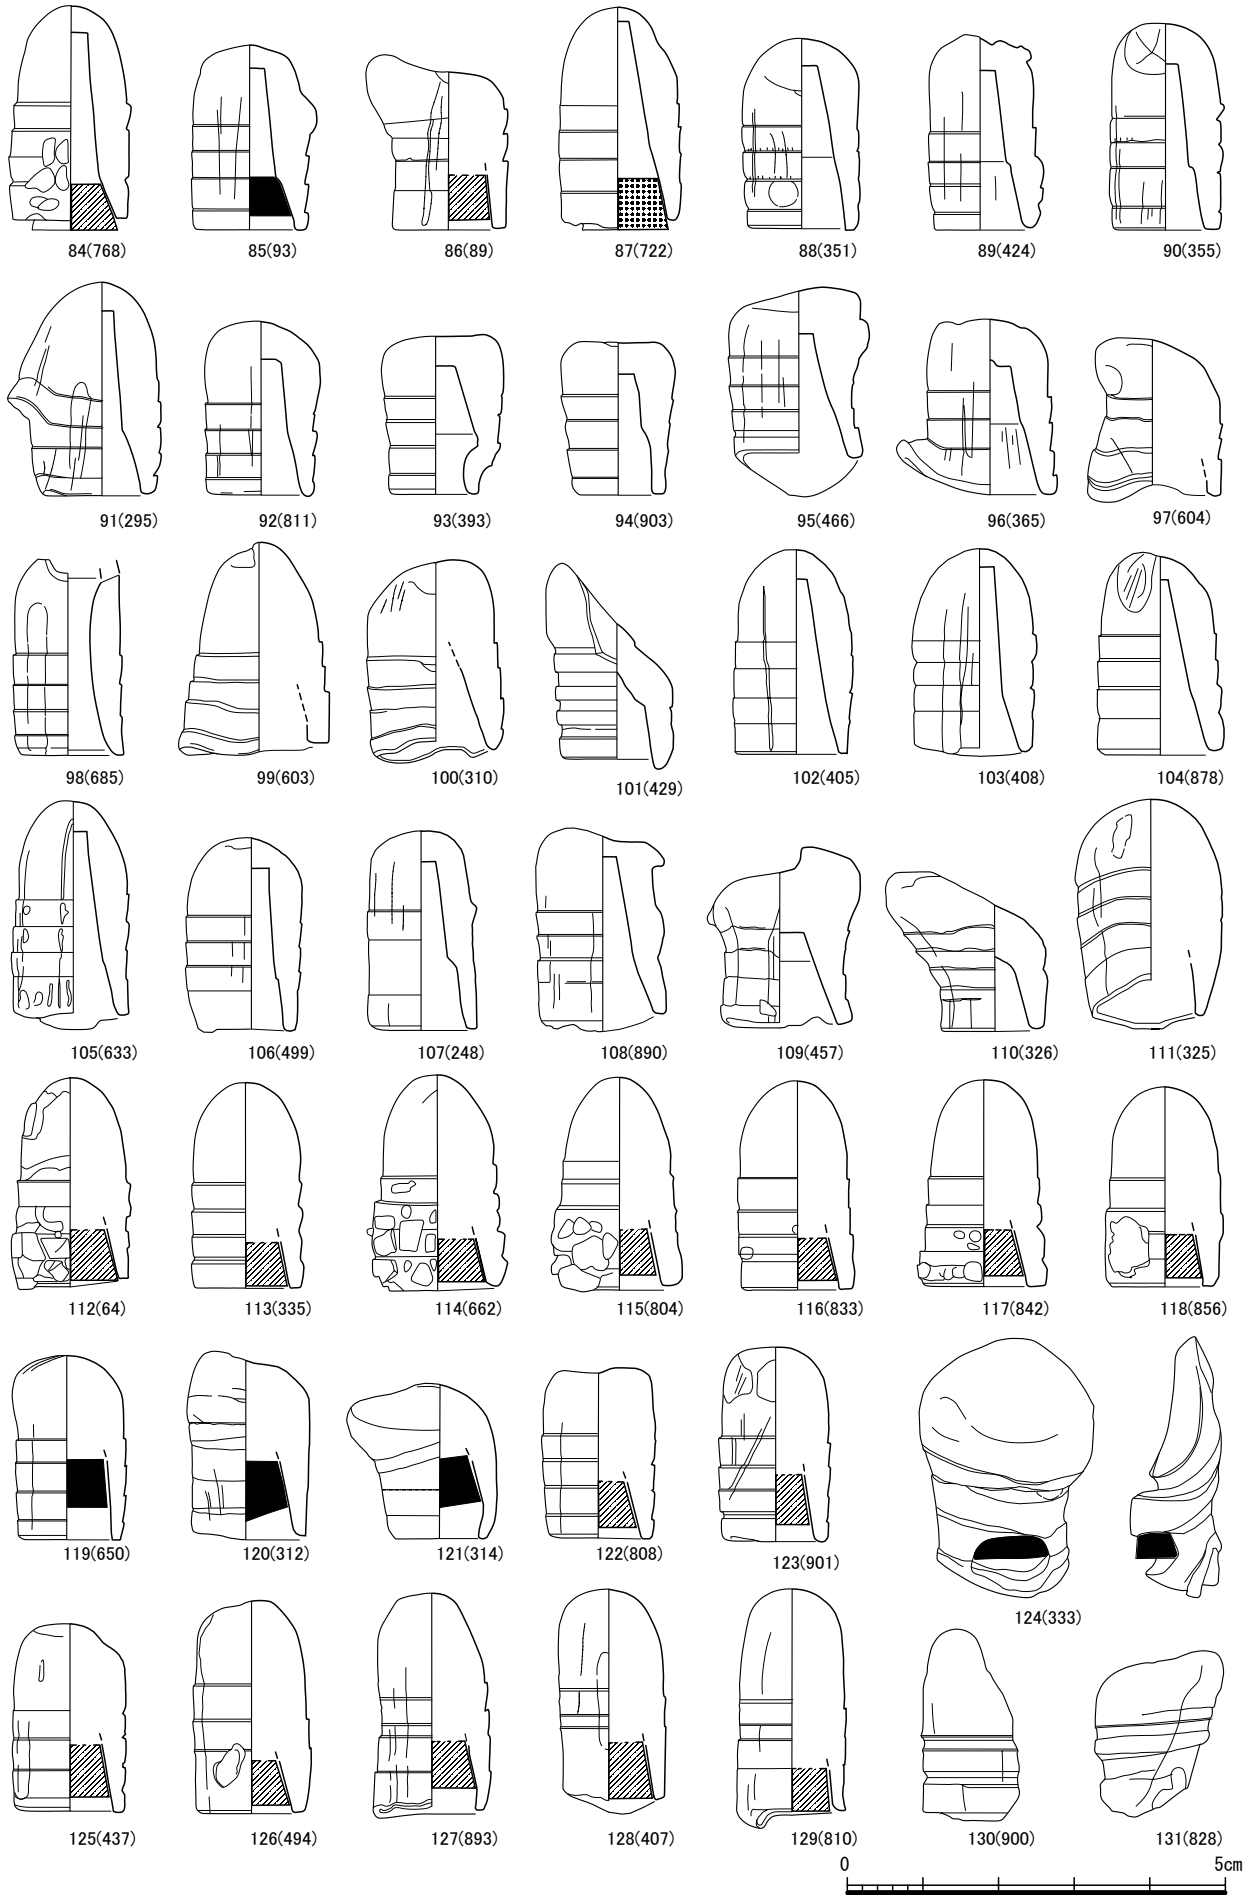 84(768) 85(93) 86(89) 87(722) 88(351) 89(424) 90(355)
91(295) 92(811) 93(393) 94(903) 95(466) 96(365) 97(604)
98(685) 99(603) 100(310) 101(429) 102(405) 103(408) 104(878)
105(633) 106(499) 107(248) 108(890) 109(457) 110(326) 111(325)
112(64) 113(335) 114(662) 115(804) 116(833) 117(842) 118(856)
119(650) 120(312) 121(314) 122(808) 123(901)
124(333)
125(437) 126(494) 127(893) 128(407) 129(810) 130(900) 131(828)
0 5cm